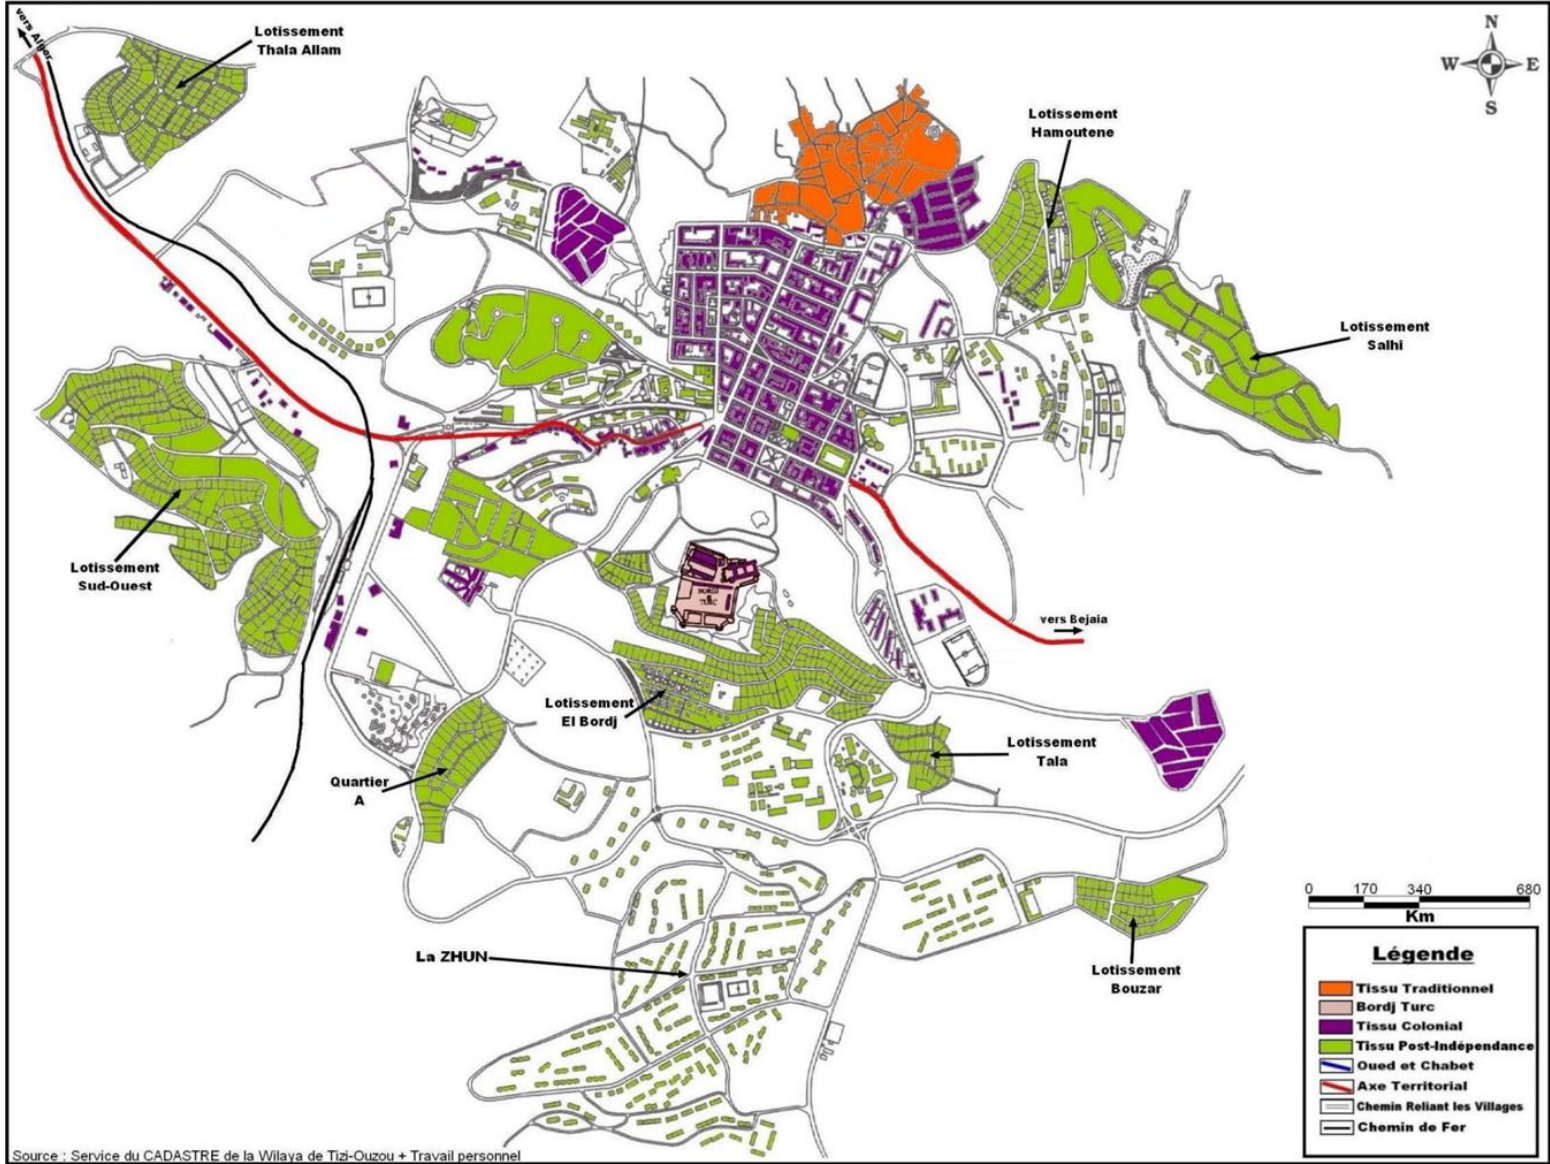 vers Alger
Lotissement
Thala Allam
N
W
E
S
Lotissement
Hamoutene
Lotissement
Salhi
Lotissement
Sud-Ouest
BORDJ
TURC
vers Bejaia
Lotissement
El Bordj
Lotissement
Tala
Quartier
A
La ZHUN
Lotissement
Bouzar
0 170 340 680
Km
Légende
Tissu Traditionnel
Bordj Turc
Tissu Colonial
Tissu Post-Indépendance
Oued et Chabet
Axe Territorial
Chemin Reliant les Villages
Chemin de Fer
Source : Service du CADASTRE de la Wilaya de Tizi-Ouzou + Travail personnel